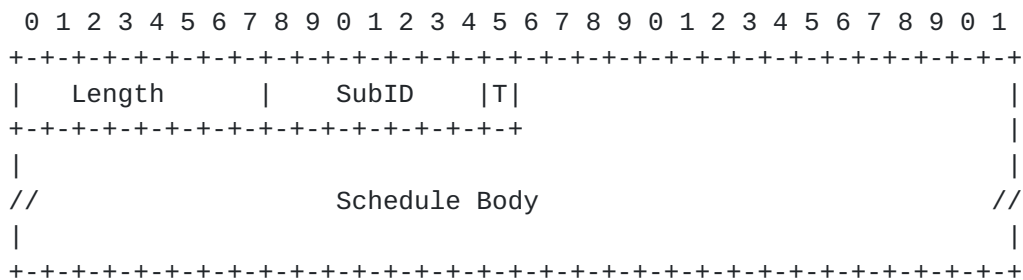 0 1 2 3 4 5 6 7 8 9 0 1 2 3 4 5 6 7 8 9 0 1 2 3 4 5 6 7 8 9 0 1
+-+-+-+-+-+-+-+-+-+-+-+-+-+-+-+-+-+-+-+-+-+-+-+-+-+-+-+-+-+-+-+-+
|   Length      |    SubID    |T|                               |
+-+-+-+-+-+-+-+-+-+-+-+-+-+-+-+-+                               |
|                                                               |
//                   Schedule Body                             //
|                                                               |
+-+-+-+-+-+-+-+-+-+-+-+-+-+-+-+-+-+-+-+-+-+-+-+-+-+-+-+-+-+-+-+-+